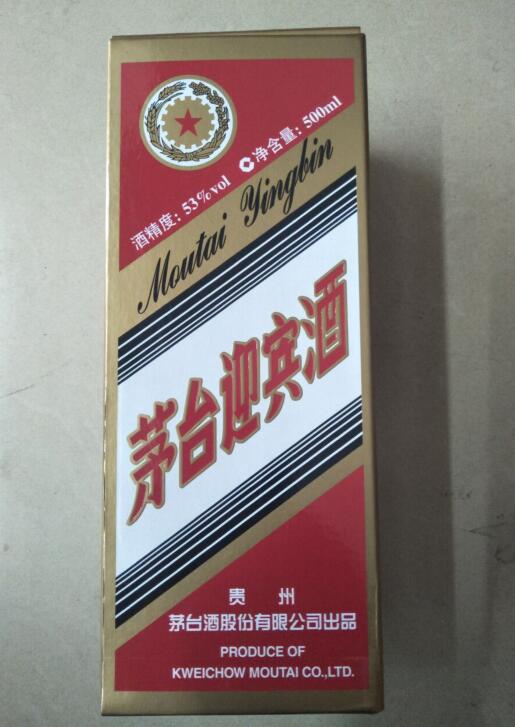 酒精度：53%vol 净含量：500ml
Moutai Yingbin
茅台迎宾酒
贵 州
茅台酒股份有限公司出品
PRODUCE OF
KWEICHOW MOUTAI CO.,LTD.